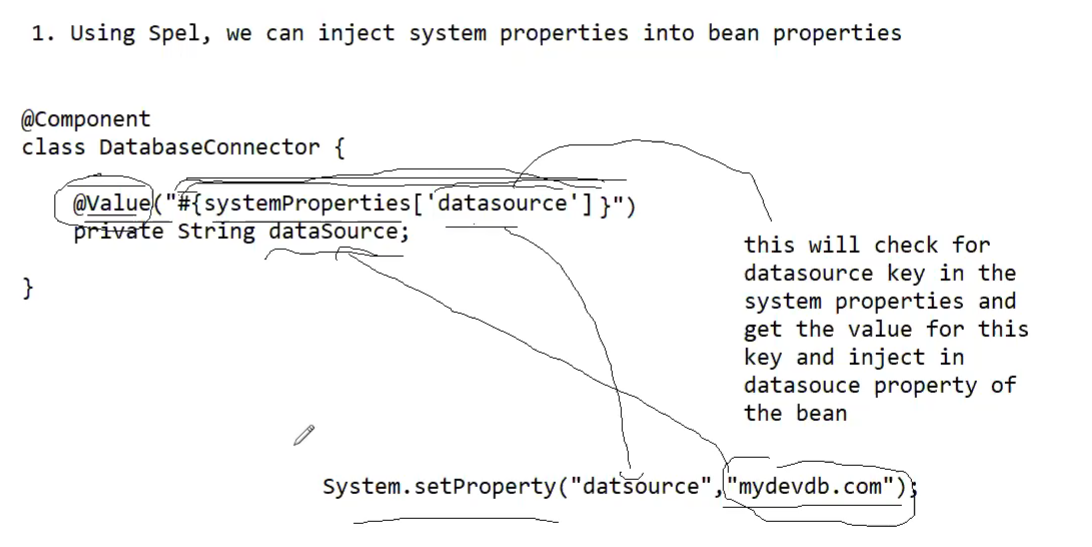 1. Using Spel, we can inject system properties into bean properties
@Component
class DatabaseConnector {
@Value("#{systemProperties['datasource']}")
private String dataSource;
}
this will check for
datasource key in the
system properties and
get the value for this
key and inject in
datasouce property of
the bean
System.setProperty("datsource","mydevdb.com");